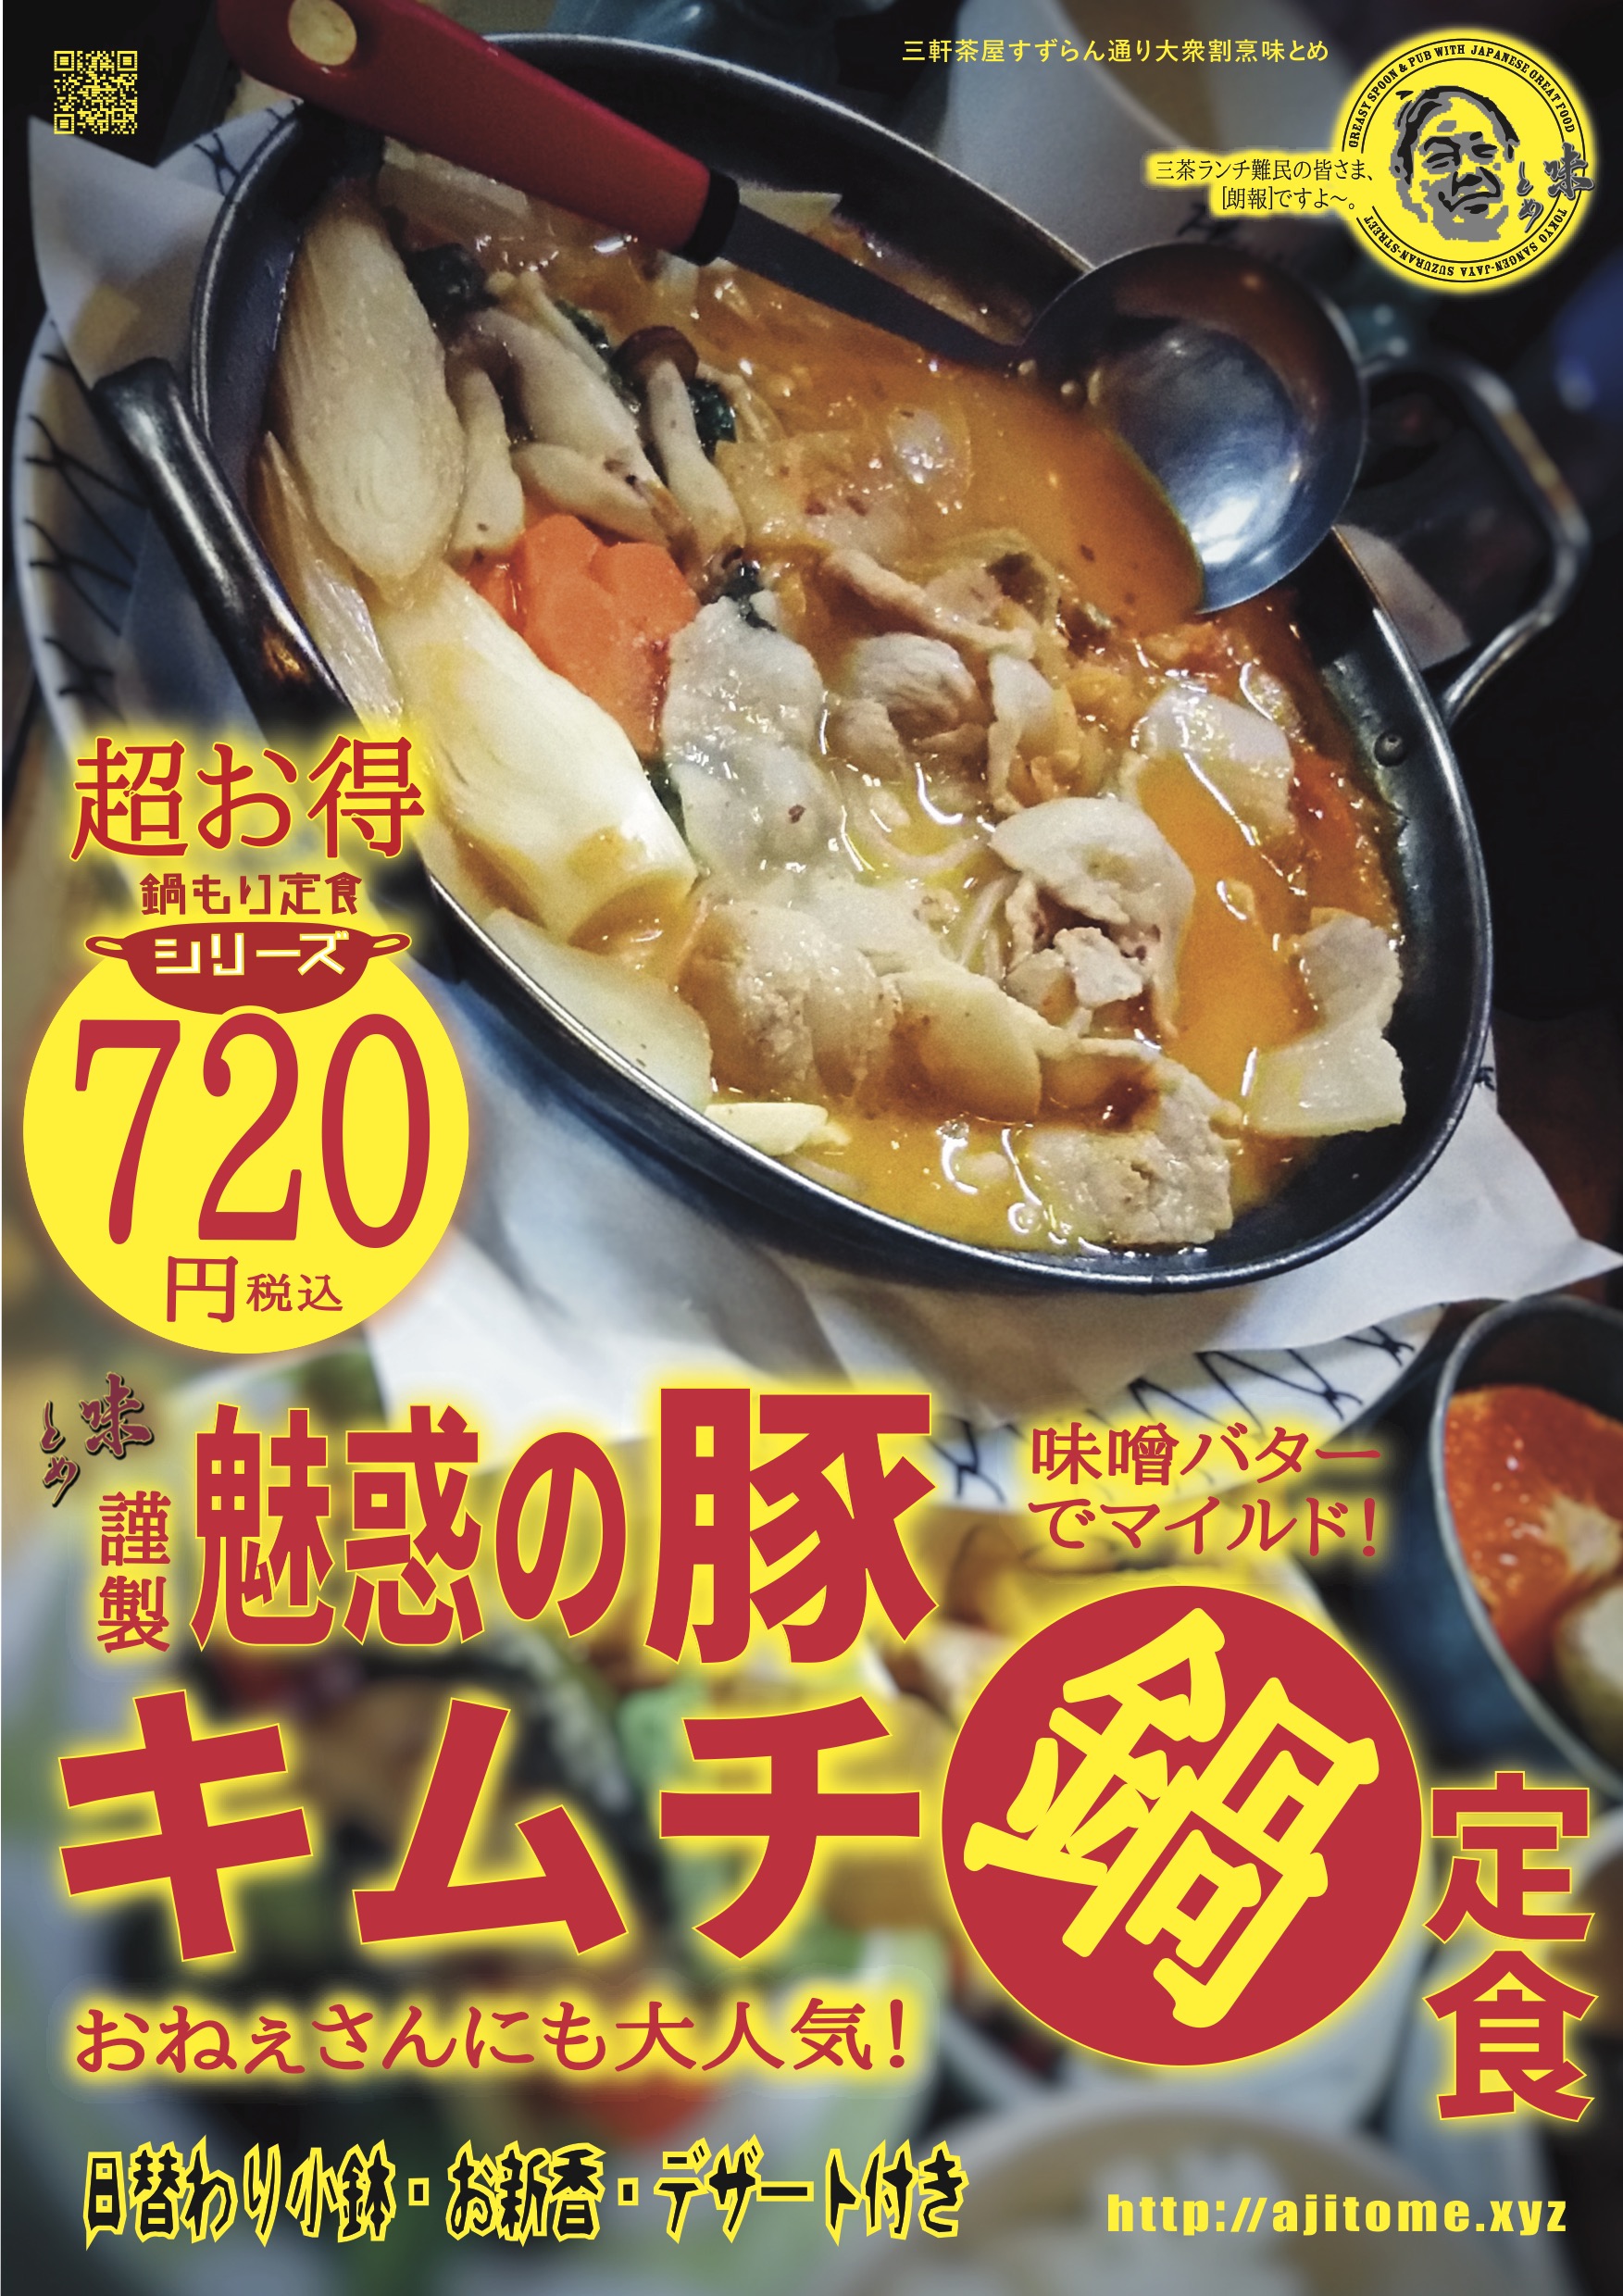 三軒茶屋すずらん通り大衆割烹味とめ
GREASY SPOON & PUB WITH JAPANESE GREAT FOOD
味とめ
TOKYO SANGEN-JAYA SUZURAN-STREET
三茶ランチ難民の皆さま、
[朗報]ですよ〜。
超お得
鍋もり定食
シリーズ
720
円税込
味とめ
謹製
魅惑の豚
キムチ
鍋
定食
味噌バター
でマイルド!
おねぇさんにも大人気!
日替わり小鉢・お新香・デザート付き
http://ajitome.xyz